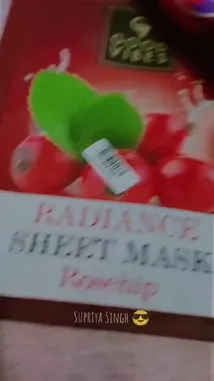 RADIANCE
SHEET MASK
Rosehip
SUPRIYA SINGH 😎